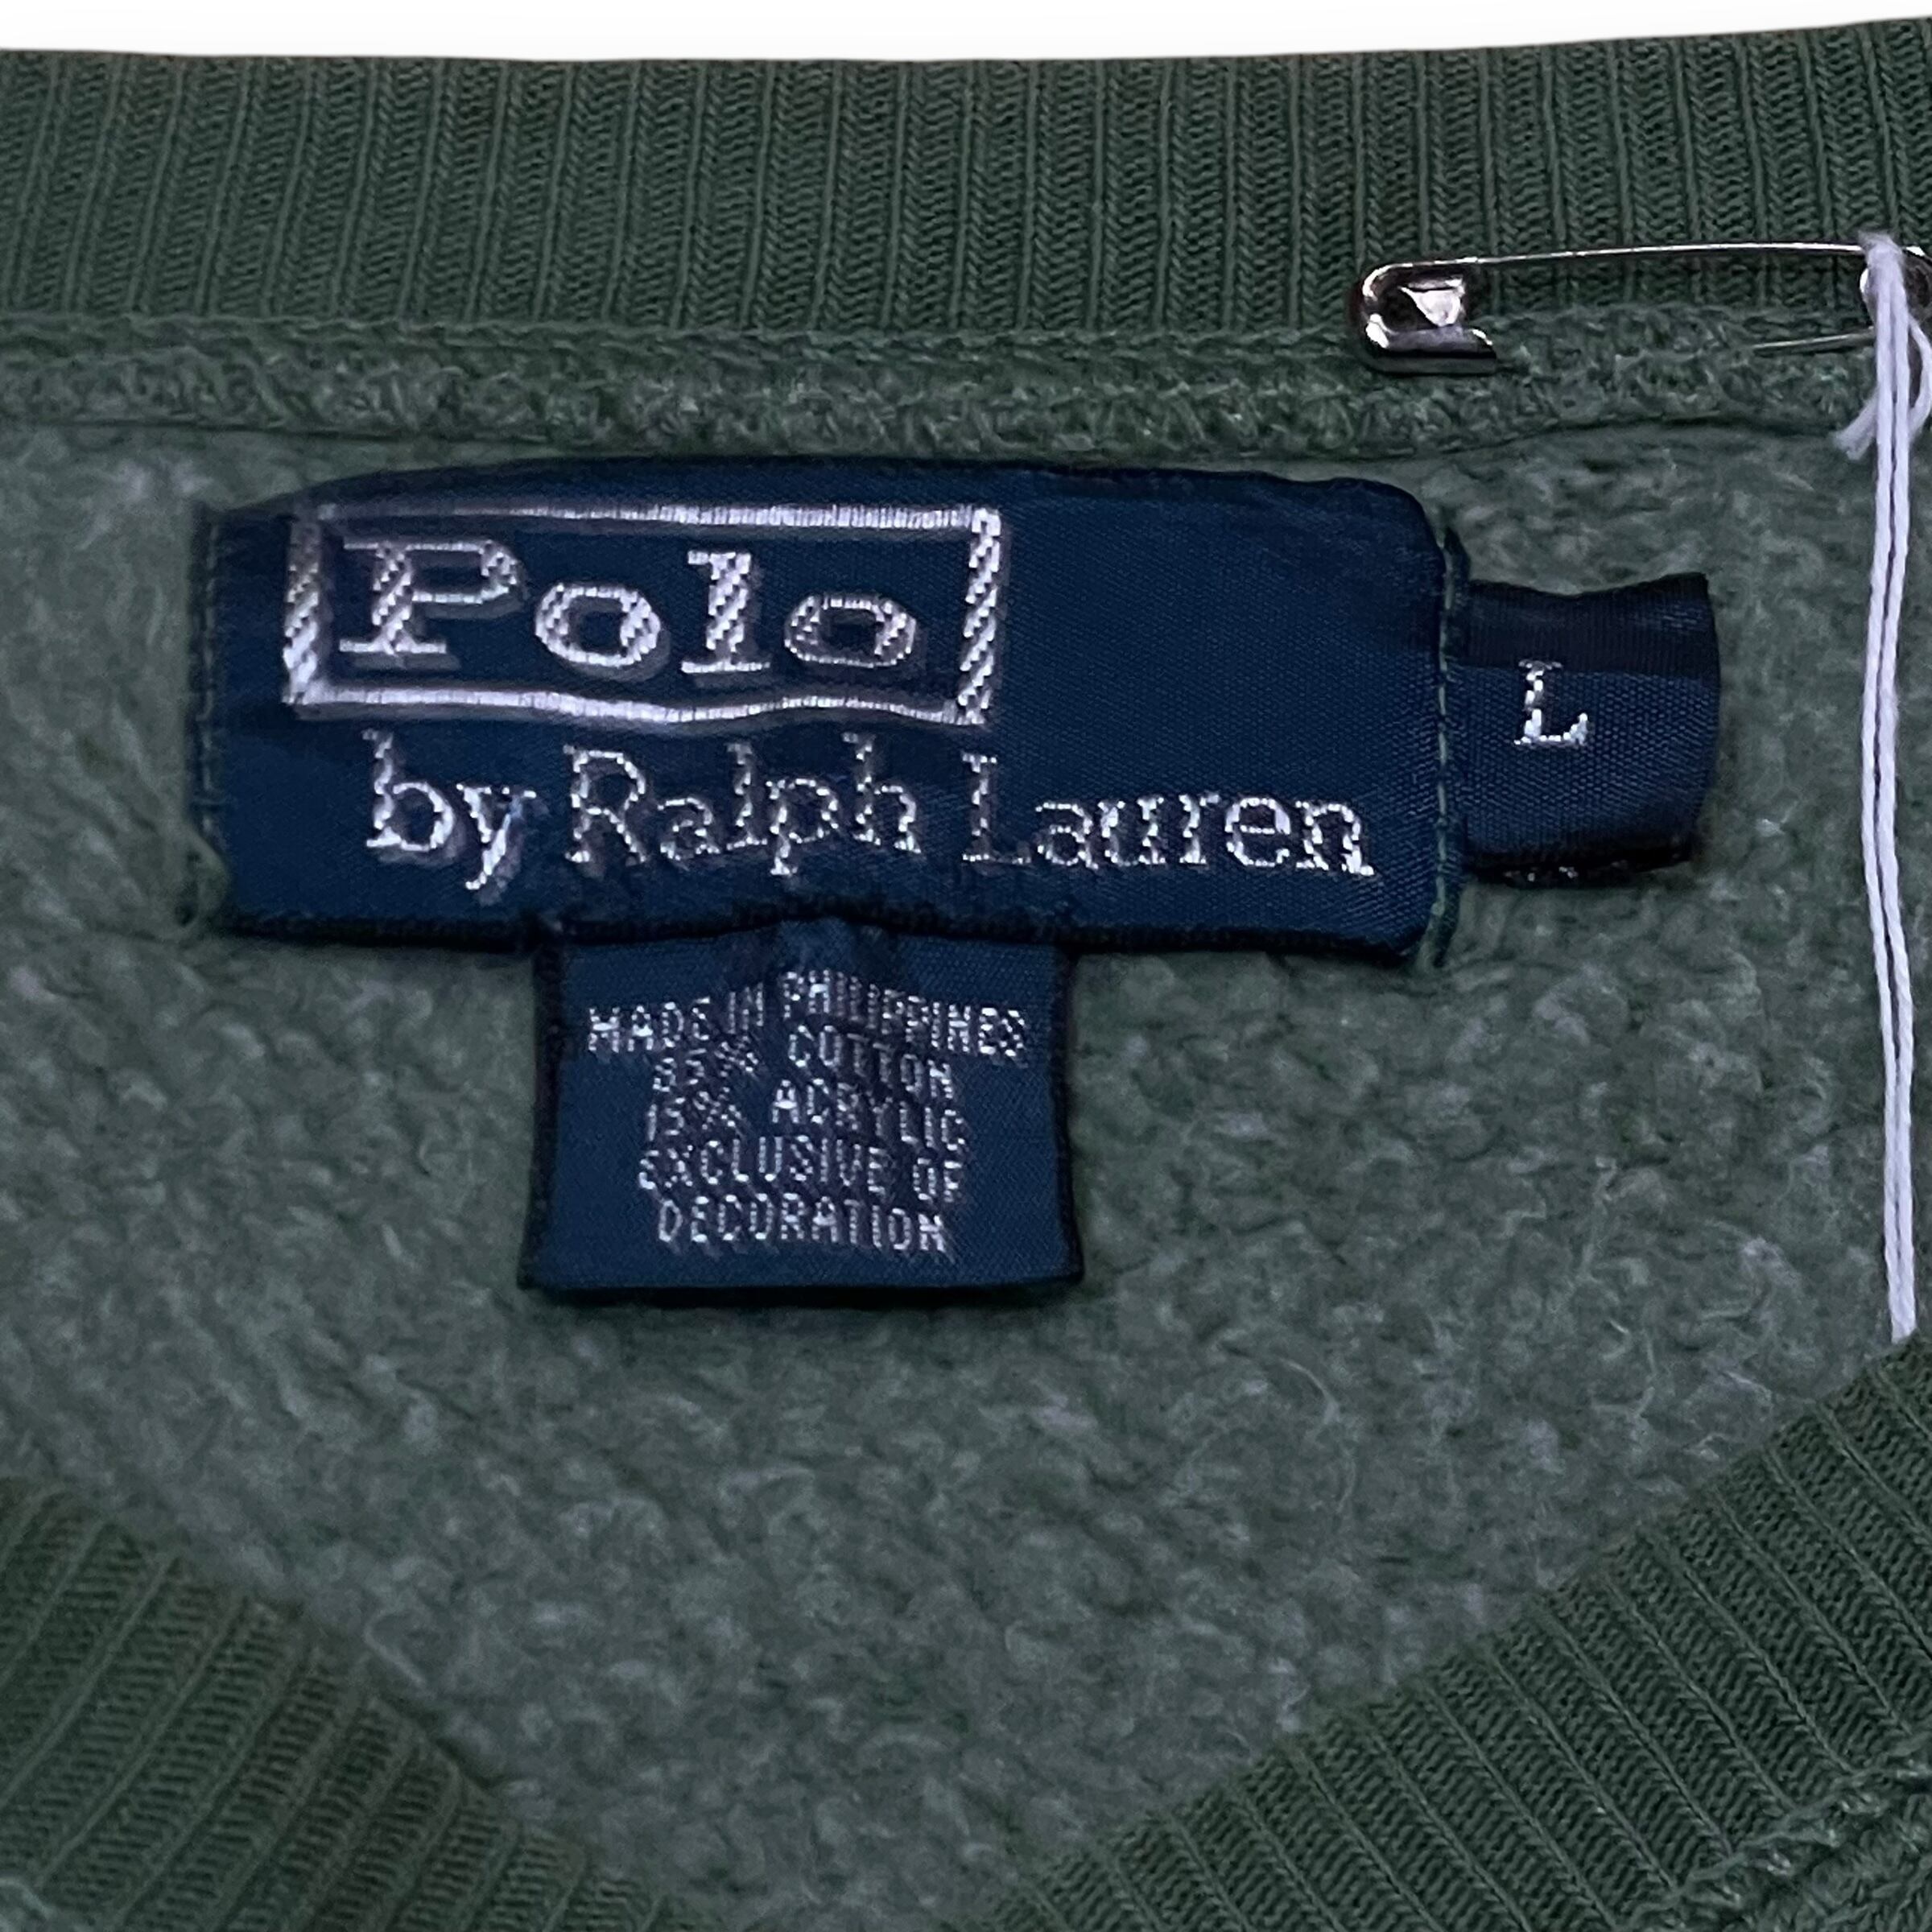 Polo
by Ralph Lauren
L
MADE IN PHILIPPINES
85% COTTON
15% ACRYLIC
EXCLUSIVE OF
DECORATION